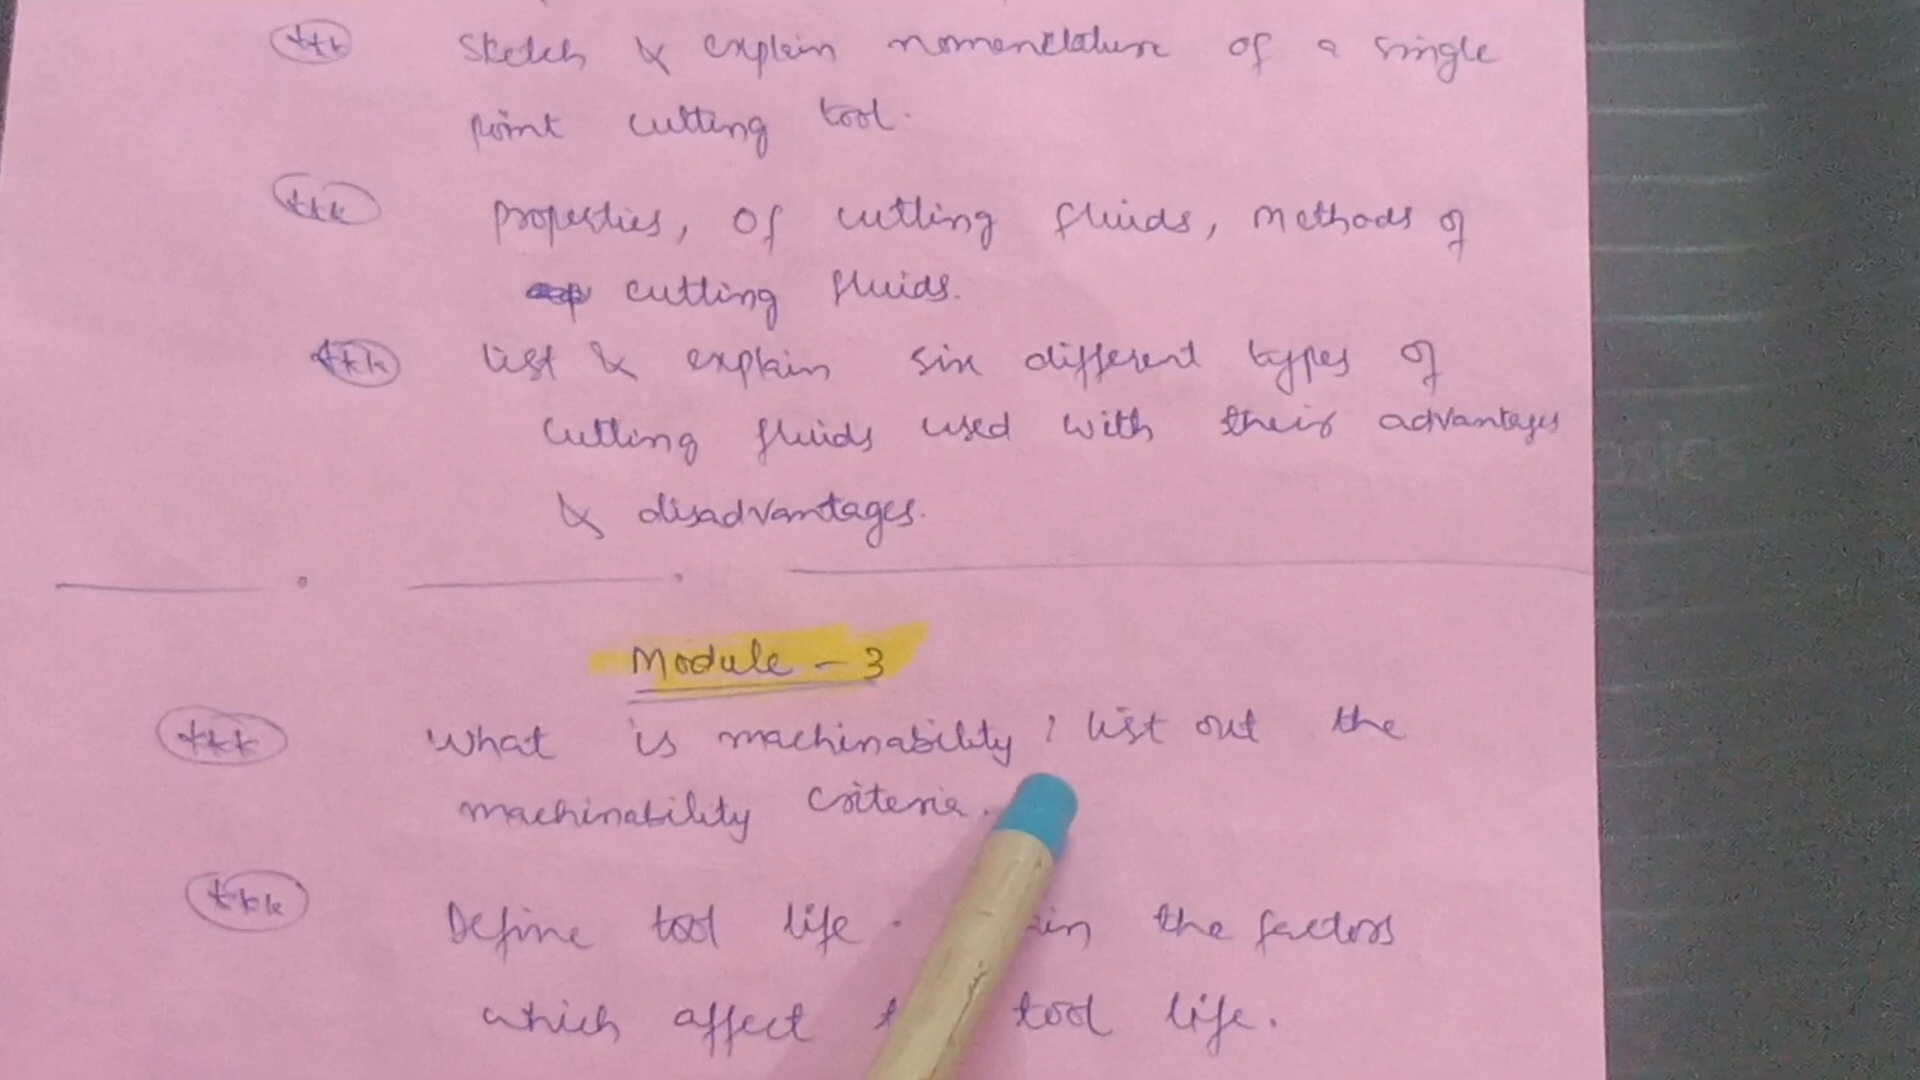 *** Sketch & explain nomenclature of a single
point cutting tool.
*** properties, of cutting fluids, methods of
cutting fluids.
*** list & explain six different types of
cutting fluids used with their advantages
& disadvantages.
Module - 3
*** What is machinability? list out the
machinability criteria.
*** Define tool life. the factors
which affect tool life.